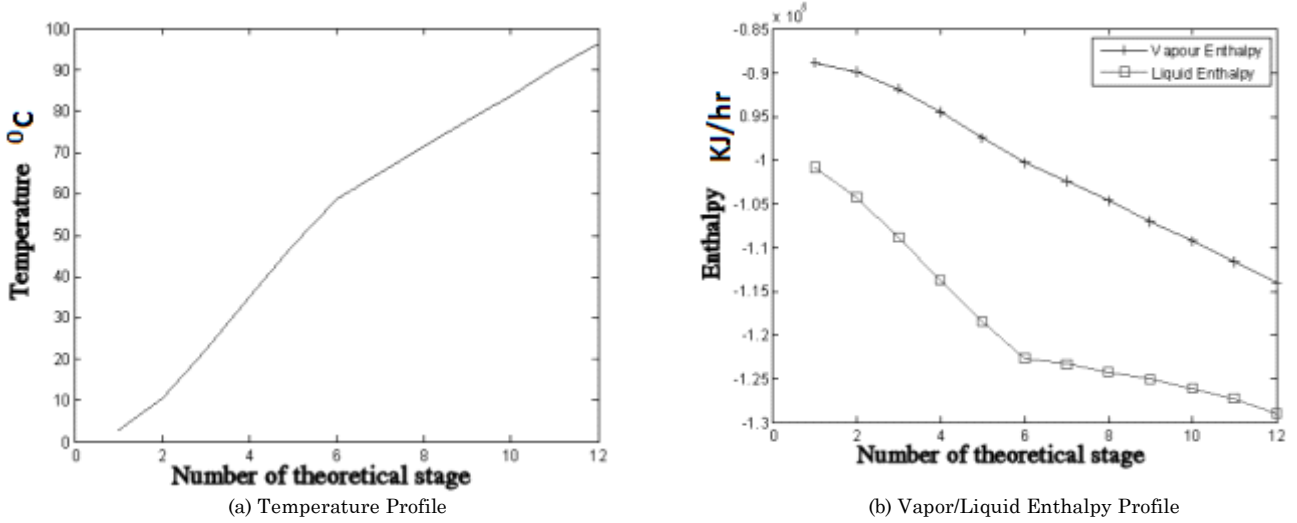 100
90
80
70
60
50
40
30
20
10
0
0 2 4 6 8 10 12
Temperature ⁰C
Number of theoretical stage
(a) Temperature Profile
-0.85
-0.9
0.95
-1
-1.05
-1.1
-1.15
-1.2
-1.25
-1.3
0 2 4 6 8 10 12
Enthalpy KJ/hr
Vapour Enthalpy
Liquid Enthalpy
Number of theoretical stage
(b) Vapor/Liquid Enthalpy Profile